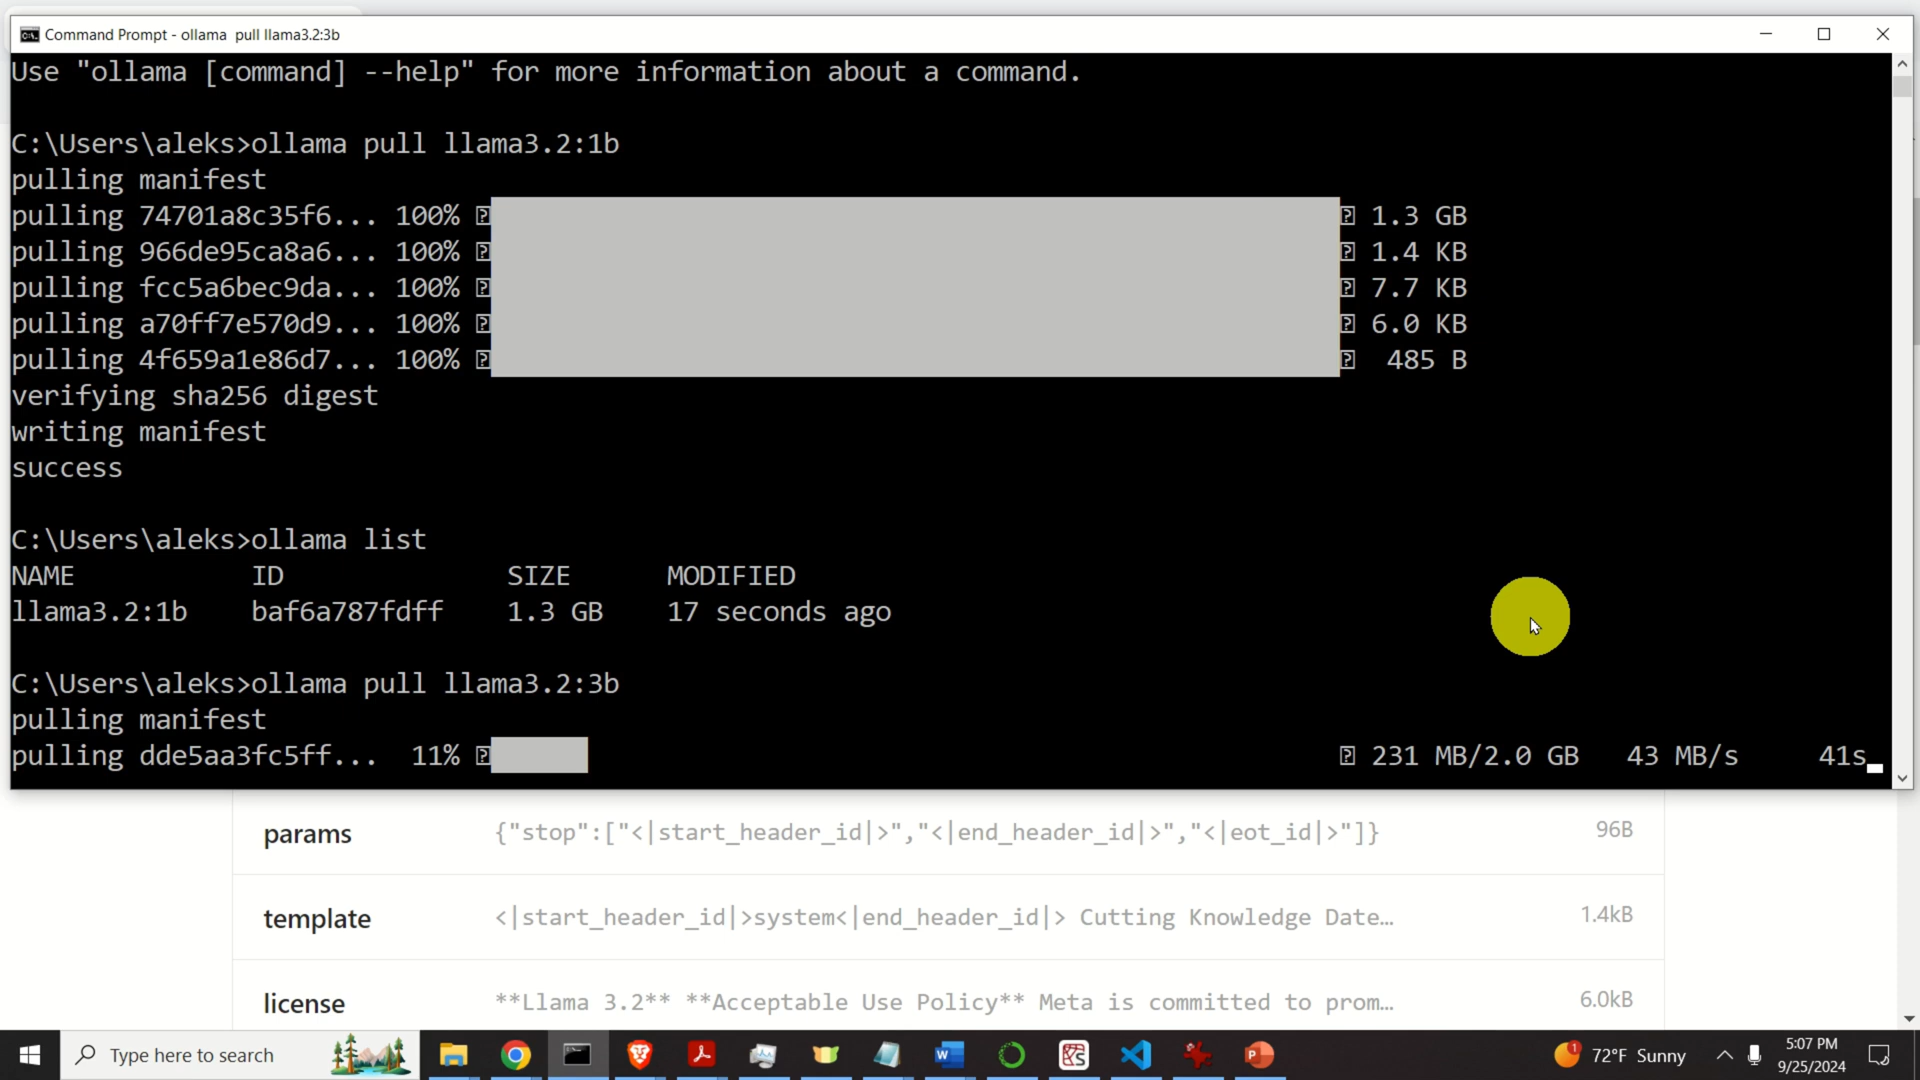 Command Prompt - ollama  pull llama3.2:3b
Use "ollama [command] --help" for more information about a command.
C:\Users\aleks>ollama pull llama3.2:1b
pulling manifest
pulling 74701a8c35f6... 100% 1.3 GB
pulling 966de95ca8a6... 100% 1.4 KB
pulling fcc5a6bec9da... 100% 7.7 KB
pulling a70ff7e570d9... 100% 6.0 KB
pulling 4f659a1e86d7... 100% 485 B
verifying sha256 digest
writing manifest
success
C:\Users\aleks>ollama list
NAME ID SIZE MODIFIED
llama3.2:1b baf6a787fdff 1.3 GB 17 seconds ago
C:\Users\aleks>ollama pull llama3.2:3b
pulling manifest
pulling dde5aa3fc5ff... 11% 231 MB/2.0 GB 43 MB/s 41s
params {"stop":["<|start_header_id|>","<|end_header_id|>","<|eot_id|>"]} 96B
template <|start_header_id|>system<|end_header_id|> Cutting Knowledge Date… 1.4kB
license **Llama 3.2** **Acceptable Use Policy** Meta is committed to prom… 6.0kB
Type here to search
1 72°F Sunny
5:07 PM
9/25/2024